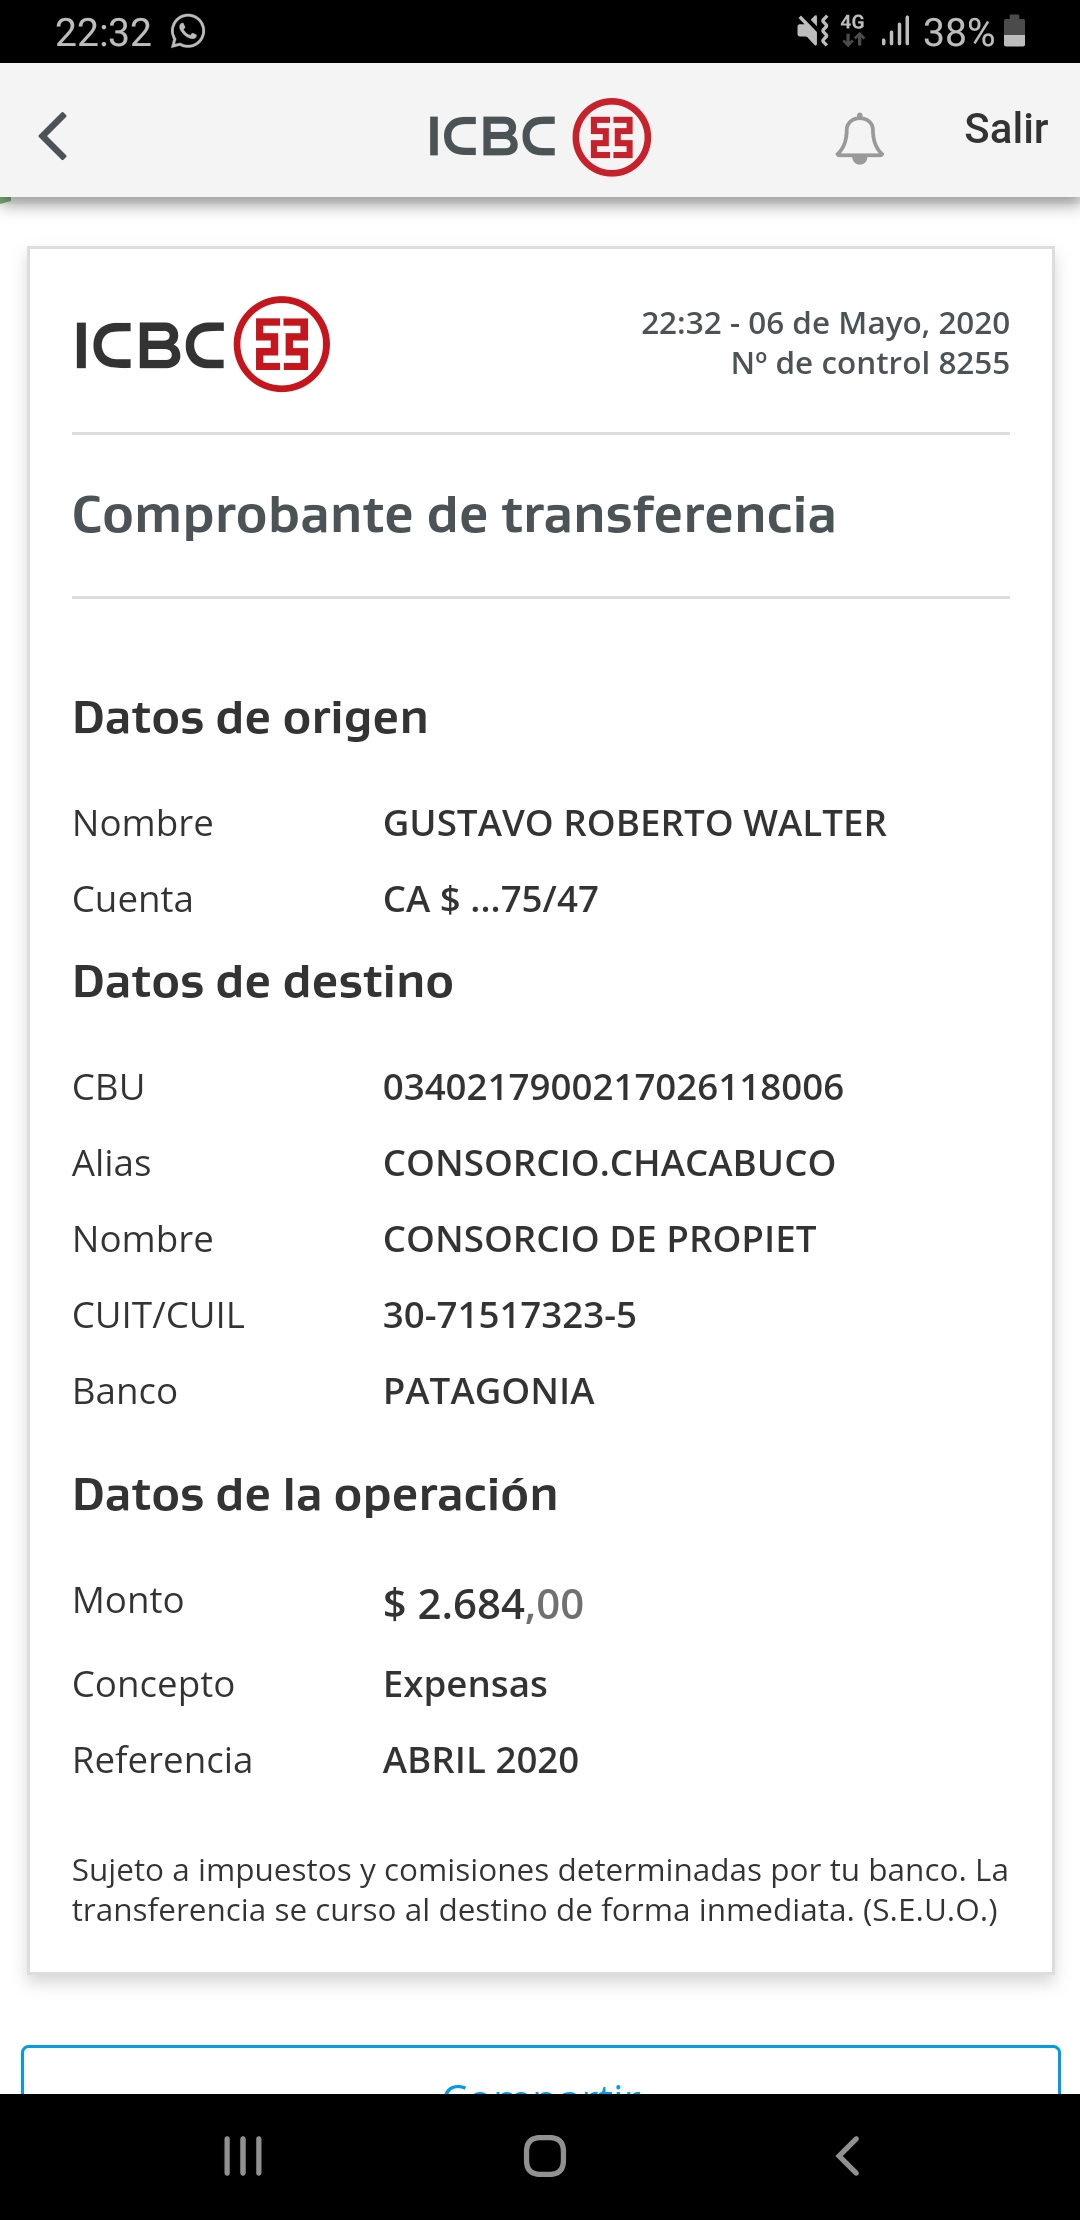 22:32
4G
38%
ICBC
Salir
ICBC
22:32 - 06 de Mayo, 2020
Nº de control 8255
Comprobante de transferencia
Datos de origen
Nombre GUSTAVO ROBERTO WALTER
Cuenta CA $ ...75/47
Datos de destino
CBU 0340217900217026118006
Alias CONSORCIO.CHACABUCO
Nombre CONSORCIO DE PROPIET
CUIT/CUIL 30-71517323-5
Banco PATAGONIA
Datos de la operación
Monto $ 2.684,00
Concepto Expensas
Referencia ABRIL 2020
Sujeto a impuestos y comisiones determinadas por tu banco. La
transferencia se curso al destino de forma inmediata. (S.E.U.O.)
Compartir